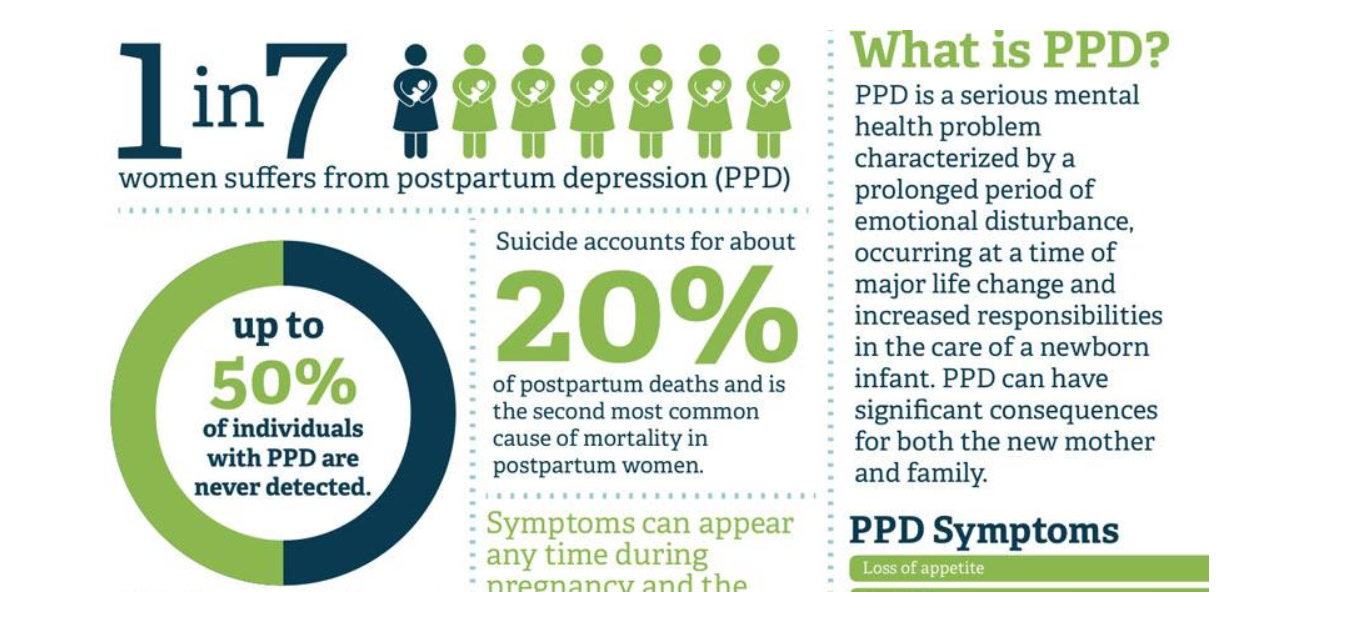 1 in 7
women suffers from postpartum depression (PPD)
up to
50%
of individuals
with PPD are
never detected.
Suicide accounts for about
20%
of postpartum deaths and is
the second most common
cause of mortality in
postpartum women.
Symptoms can appear
any time during
pregnancy and the
What is PPD?
PPD is a serious mental
health problem
characterized by a
prolonged period of
emotional disturbance,
occurring at a time of
major life change and
increased responsibilities
in the care of a newborn
infant. PPD can have
significant consequences
for both the new mother
and family.
PPD Symptoms
Loss of appetite